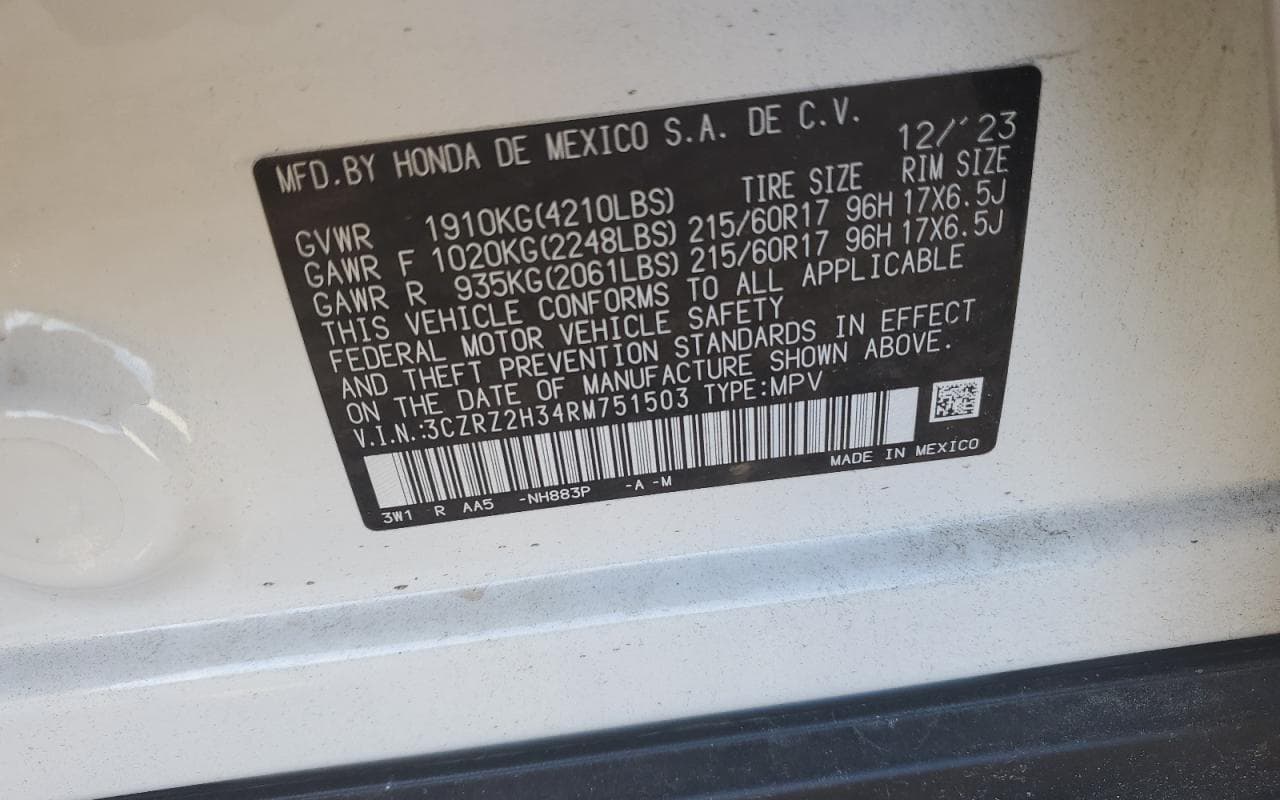 MFD.BY HONDA DE MEXICO S.A. DE C.V.
12/'23
TIRE SIZE RIM SIZE
GVWR 1910KG(4210LBS)
GAWR F 1020KG(2248LBS) 215/60R17 96H 17X6.5J
GAWR R 935KG(2061LBS) 215/60R17 96H 17X6.5J
THIS VEHICLE CONFORMS TO ALL APPLICABLE
FEDERAL MOTOR VEHICLE SAFETY
AND THEFT PREVENTION STANDARDS IN EFFECT
ON THE DATE OF MANUFACTURE SHOWN ABOVE.
V.I.N.:3CZRZ2H34RM751503 TYPE:MPV
MADE IN MEXICO
3W1 R AA5 -NH883P -A -M